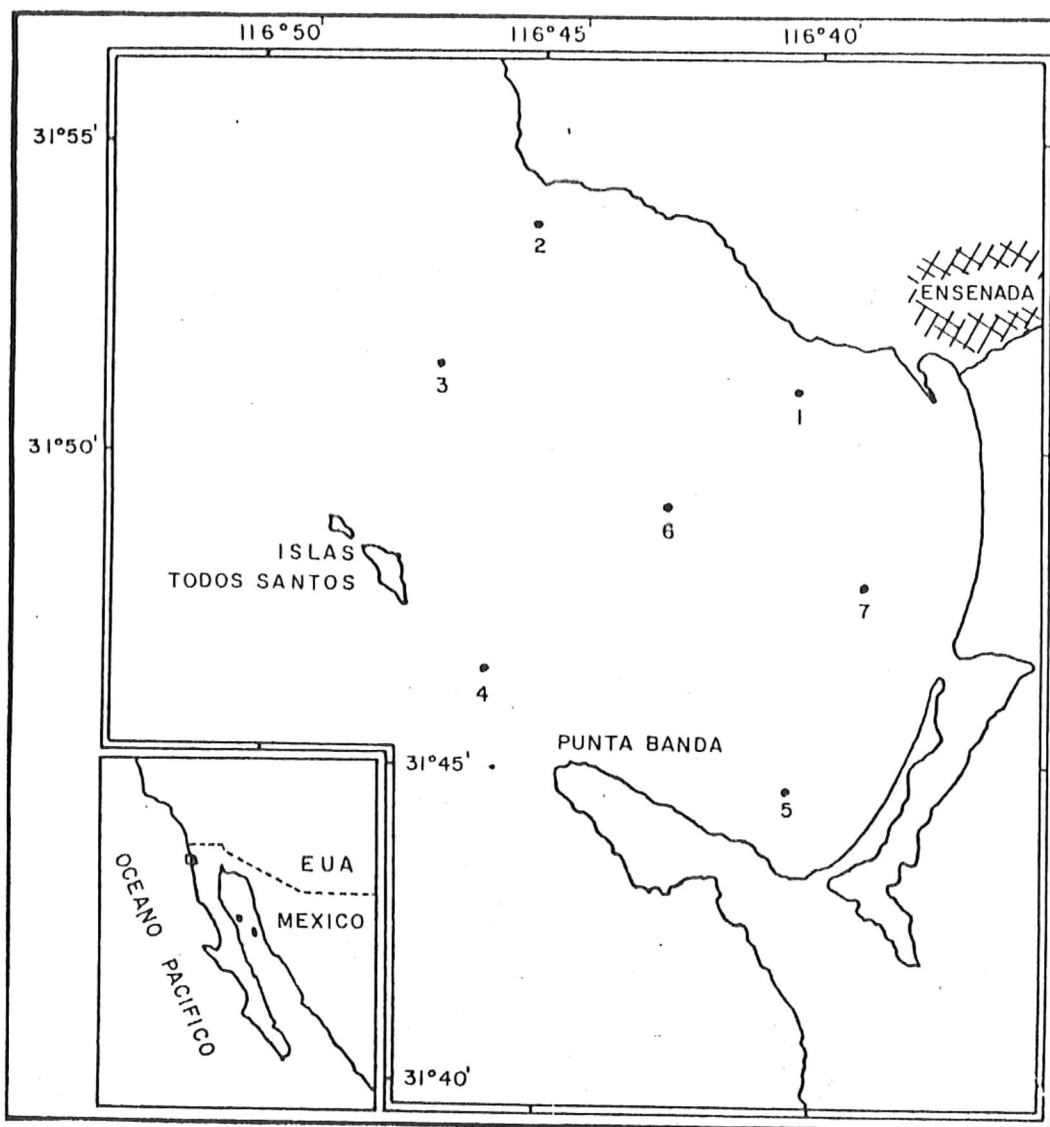 116°50'
116°45'
116°40'
31°55'
2
ENSENADA
3
1
31°50'
6
ISLAS
TODOS SANTOS
7
4
PUNTA BANDA
31°45'
5
EUA
MEXICO
OCEANO PACIFICO
31°40'